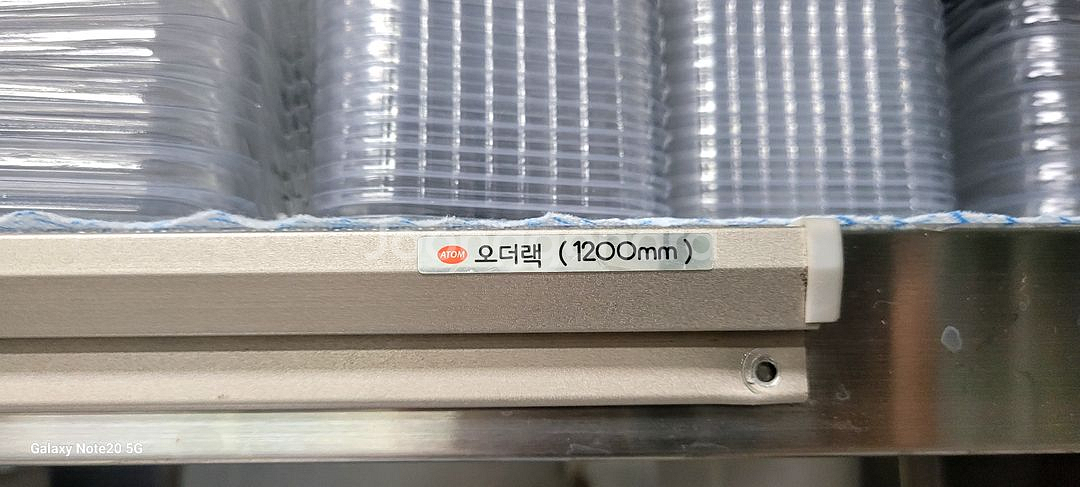 ATOM 오더랙 (1200mm)
Galaxy Note20 5G